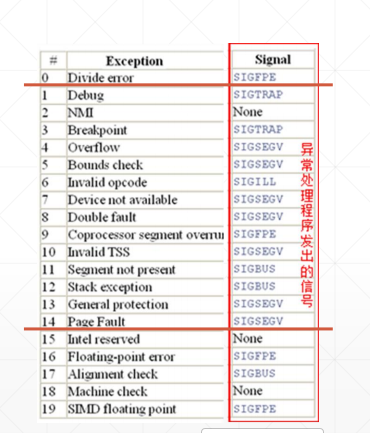 # Exception Signal
0 Divide error SIGFPE
1 Debug SIGTRAP
2 NMI None
3 Breakpoint SIGTRAP
4 Overflow SIGSEGV
5 Bounds check SIGSEGV
6 Invalid opcode SIGILL
7 Device not available SIGSEGV
8 Double fault SIGSEGV
9 Coprocessor segment overru SIGFPE
10 Invalid TSS SIGSEGV
11 Segment not present SIGBUS
12 Stack exception SIGBUS
13 General protection SIGSEGV
14 Page Fault SIGSEGV
15 Intel reserved None
16 Floating-point error SIGFPE
17 Alignment check SIGBUS
18 Machine check None
19 SIMD floating point SIGFPE
异常处理程序发出的信号